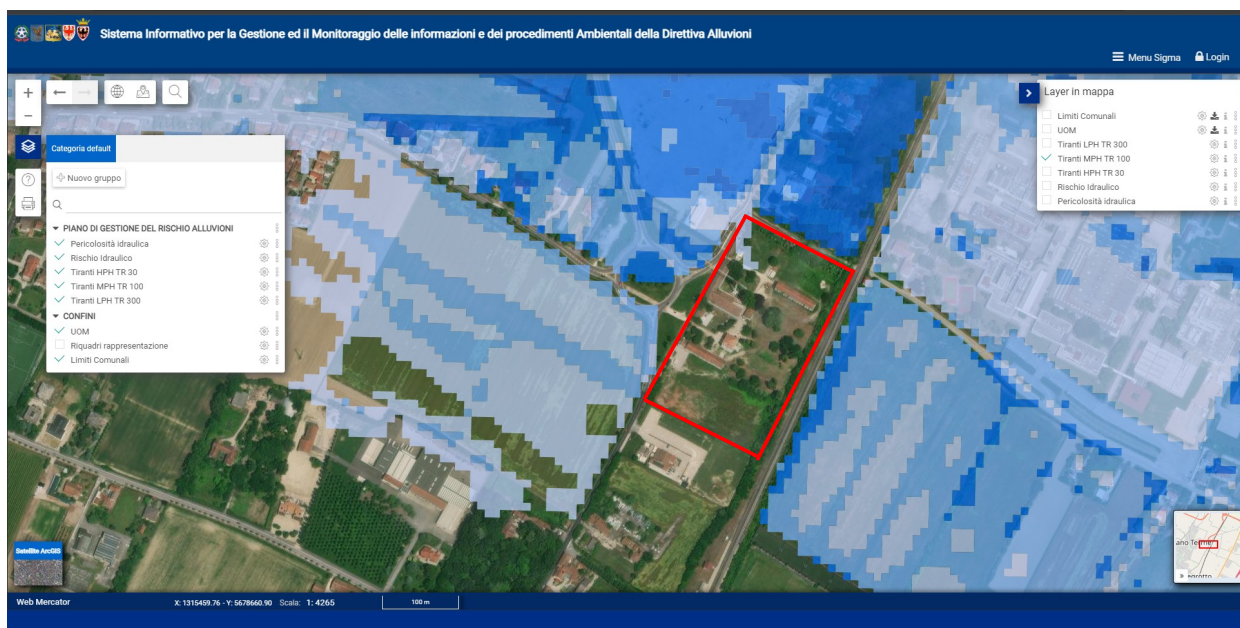 Sistema Informativo per la Gestione ed il Monitoraggio delle informazioni e dei procedimenti Ambientali della Direttiva Alluvioni
Menu Sigma Login
Layer in mappa
Limiti Comunali
UOM
Tiranti LPH TR 300
Tiranti MPH TR 100
Tiranti HPH TR 30
Rischio Idraulico
Pericolosità idraulica
Categoria default
Nuovo gruppo
PIANO DI GESTIONE DEL RISCHIO ALLUVIONI
Pericolosità idraulica
Rischio Idraulico
Tiranti HPH TR 30
Tiranti MPH TR 100
Tiranti LPH TR 300
CONFINI
UOM
Riquadri rappresentazione
Limiti Comunali
Satellite ArcGIS
ano Terme
egrotto
Web Mercator X: 1315459.76 - Y: 5678660.90 Scala: 1: 4265 100 m